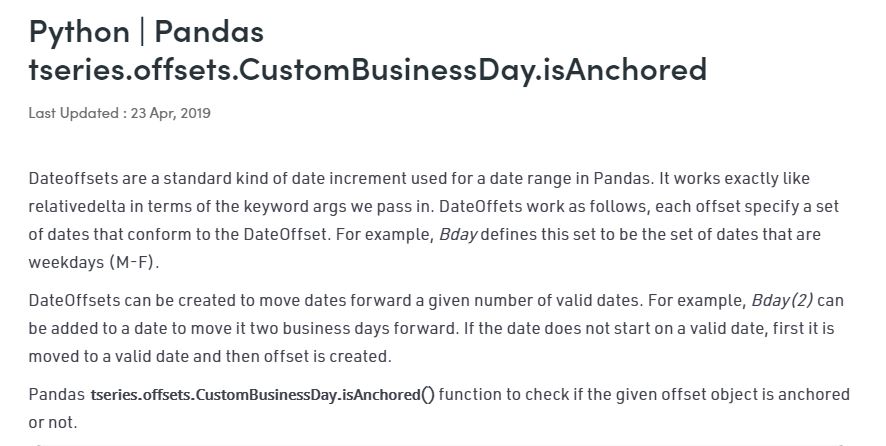 Python | Pandas
tseries.offsets.CustomBusinessDay.isAnchored
Last Updated : 23 Apr, 2019
Dateoffsets are a standard kind of date increment used for a date range in Pandas. It works exactly like
relativedelta in terms of the keyword args we pass in. DateOffets work as follows, each offset specify a set
of dates that conform to the DateOffset. For example, Bday defines this set to be the set of dates that are
weekdays (M-F).
DateOffsets can be created to move dates forward a given number of valid dates. For example, Bday(2) can
be added to a date to move it two business days forward. If the date does not start on a valid date, first it is
moved to a valid date and then offset is created.
Pandas tseries.offsets.CustomBusinessDay.isAnchored() function to check if the given offset object is anchored
or not.